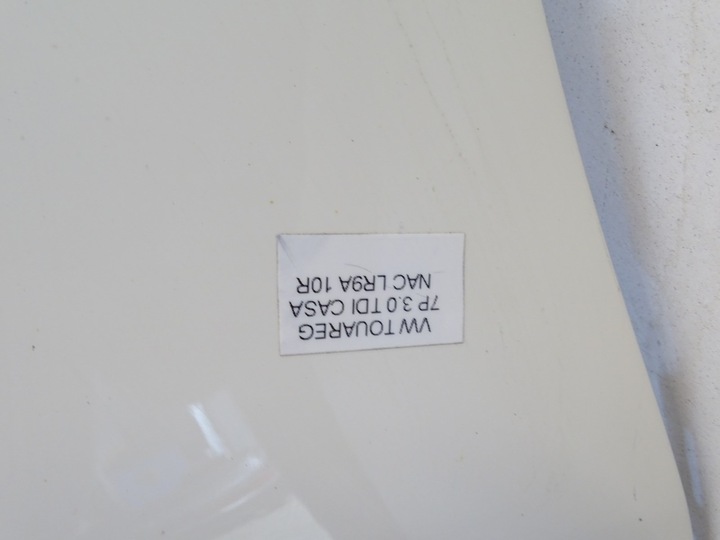 VW TOUAREG
7P 3.0 TDI CASA
NAC LR9A 10R